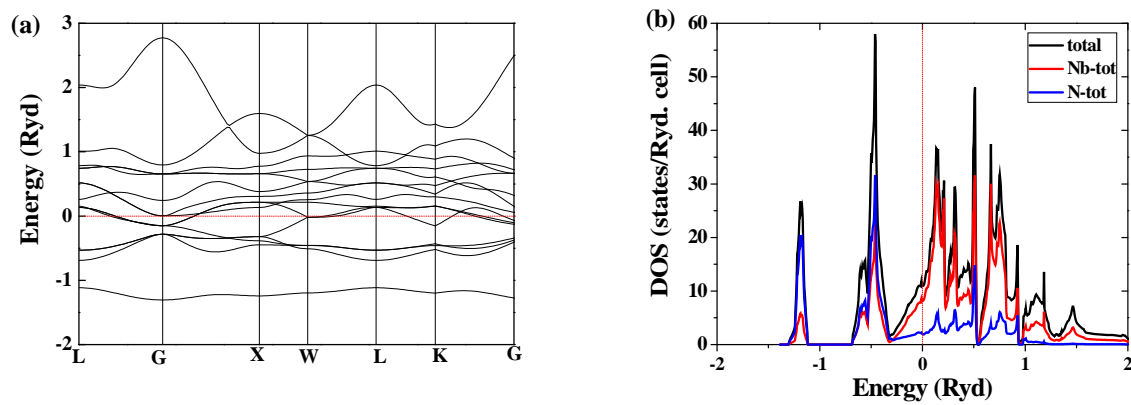 (a)
Energy (Ryd)
3
2
1
0
-1
-2
L G X W L K G
(b)
DOS (states/Ryd. cell)
60
50
40
30
20
10
0
total
Nb-tot
N-tot
-2 -1 0 1 2
Energy (Ryd)